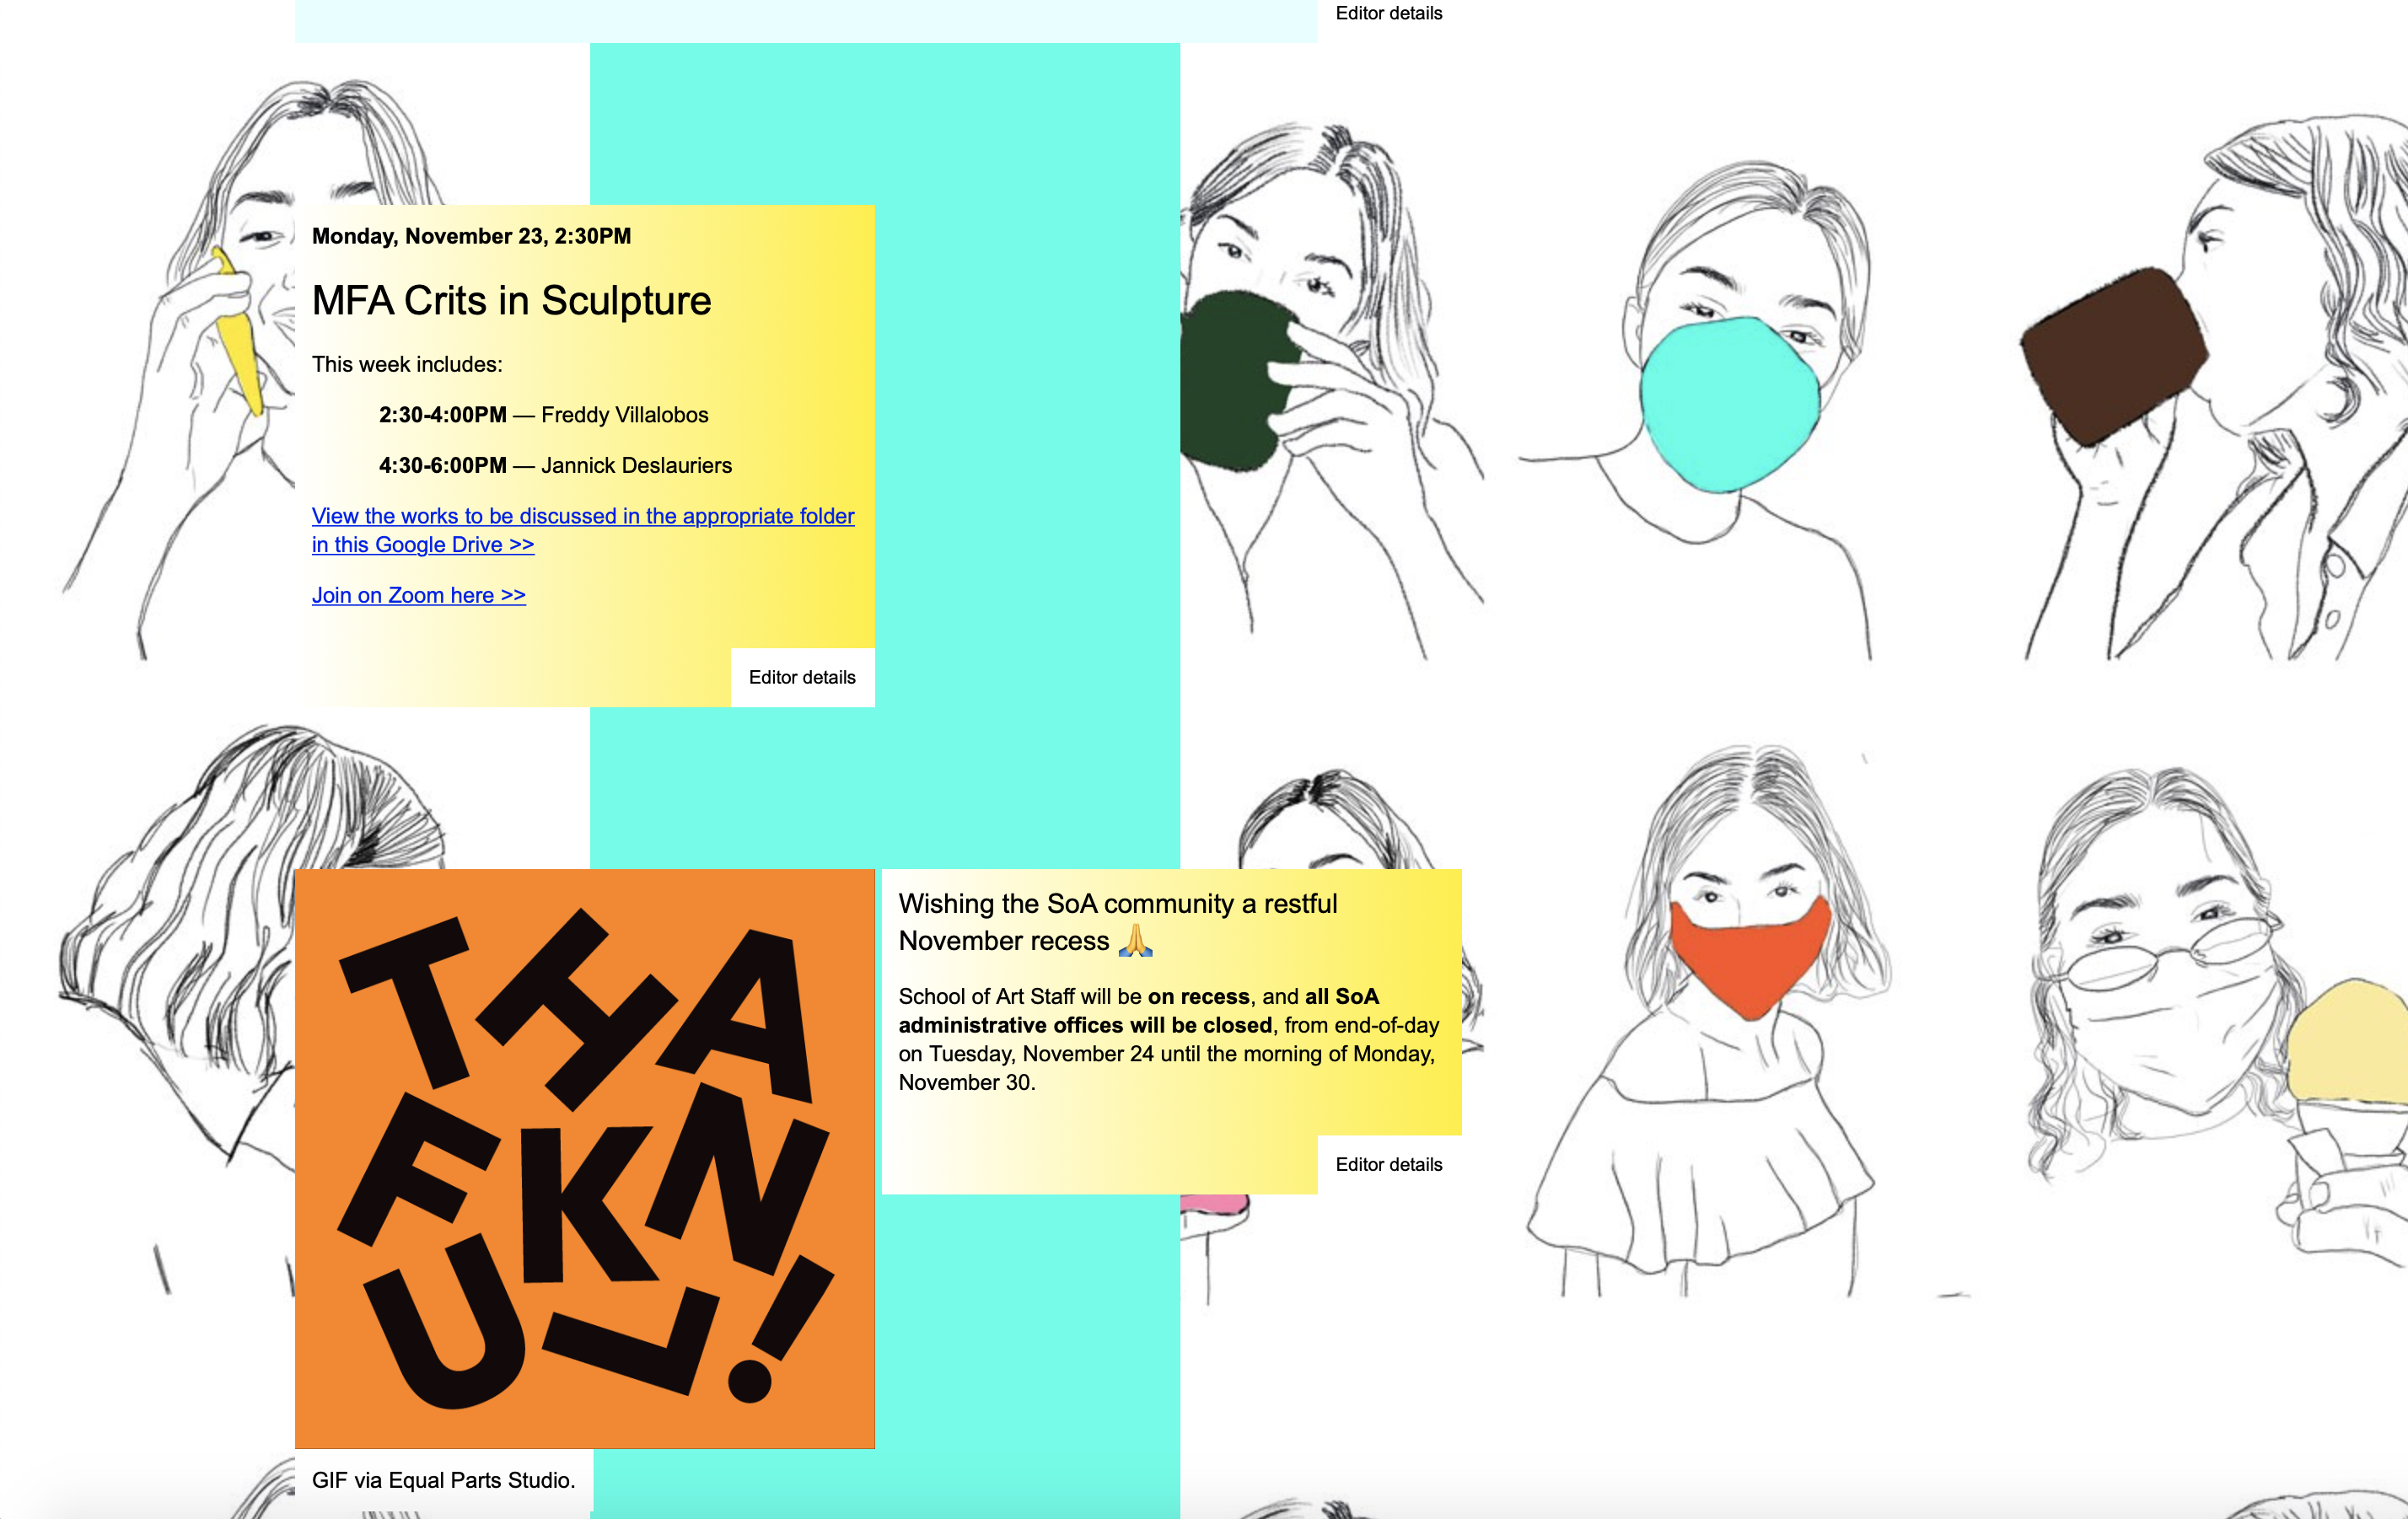 Editor details
Monday, November 23, 2:30PM
MFA Crits in Sculpture
This week includes:
2:30-4:00PM — Freddy Villalobos
4:30-6:00PM — Jannick Deslauriers
View the works to be discussed in the appropriate folder
in this Google Drive >>
Join on Zoom here >>
Editor details
THA
FKN
UL!
Wishing the SoA community a restful
November recess 🙏
School of Art Staff will be on recess, and all SoA
administrative offices will be closed, from end-of-day
on Tuesday, November 24 until the morning of Monday,
November 30.
Editor details
GIF via Equal Parts Studio.